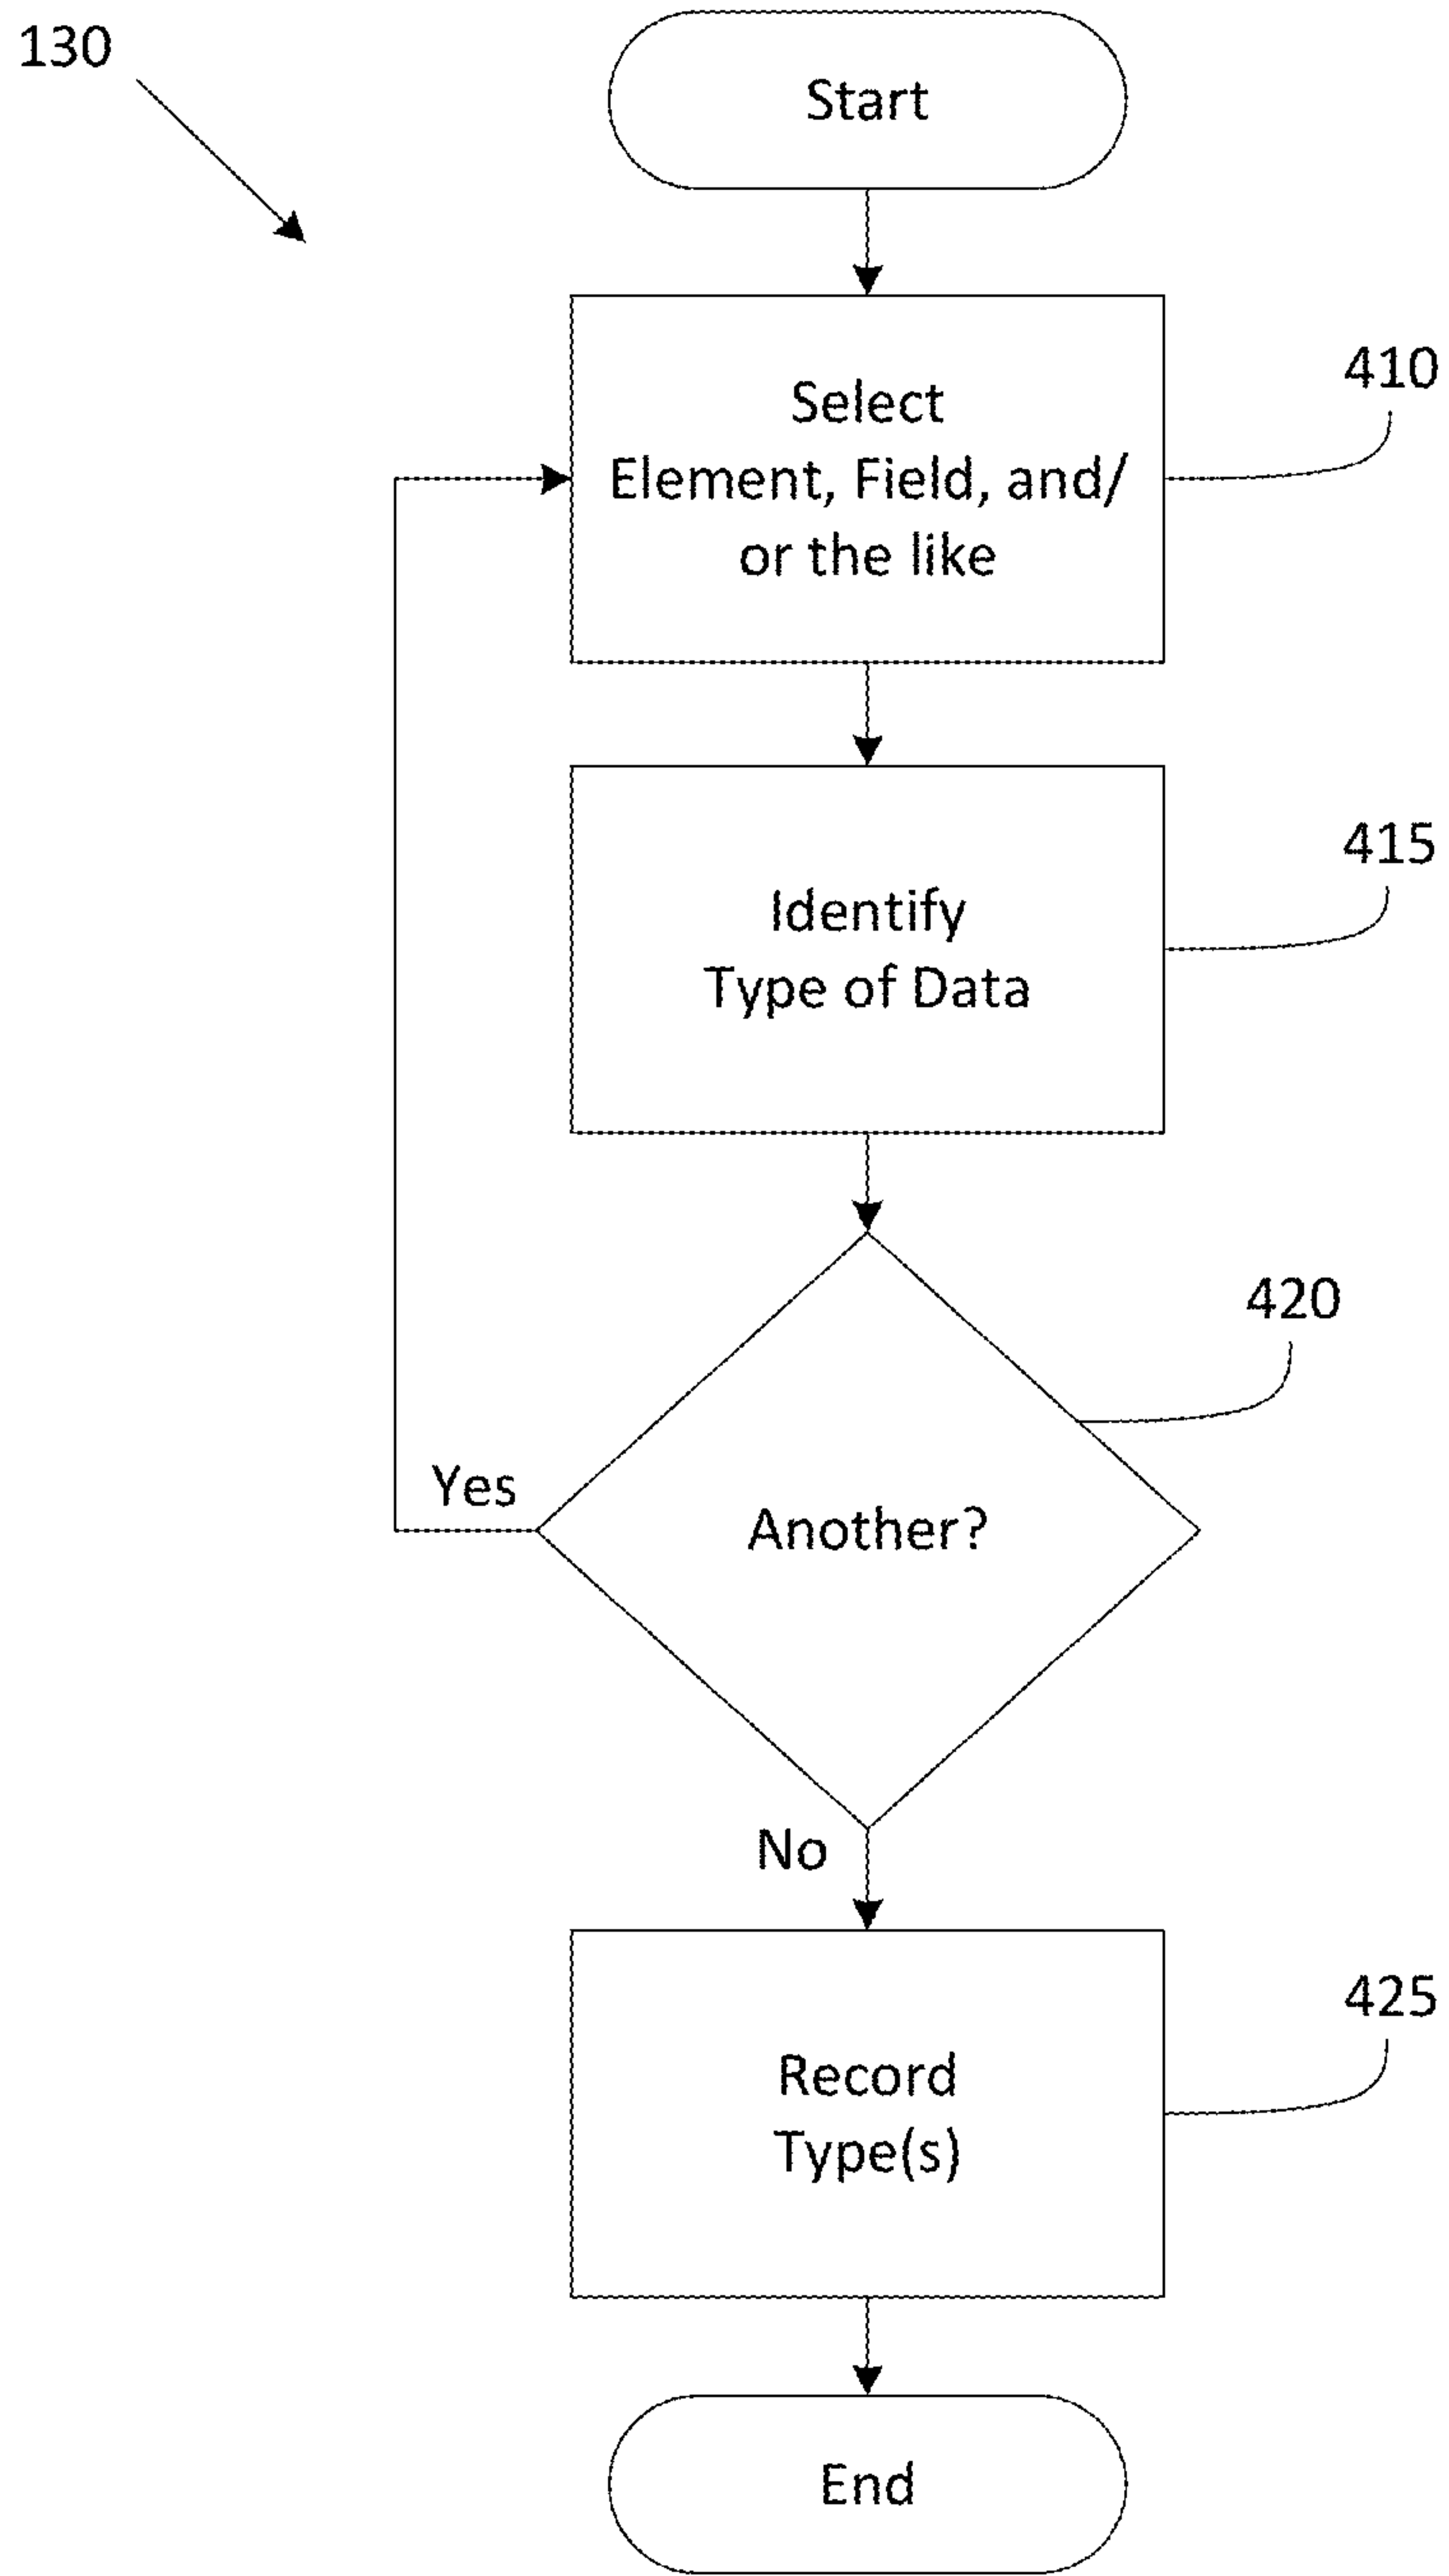 130
Start
Select
Element, Field, and/
or the like
410
Identify
Type of Data
415
420
Yes
Another?
No
Record
Type(s)
425
End